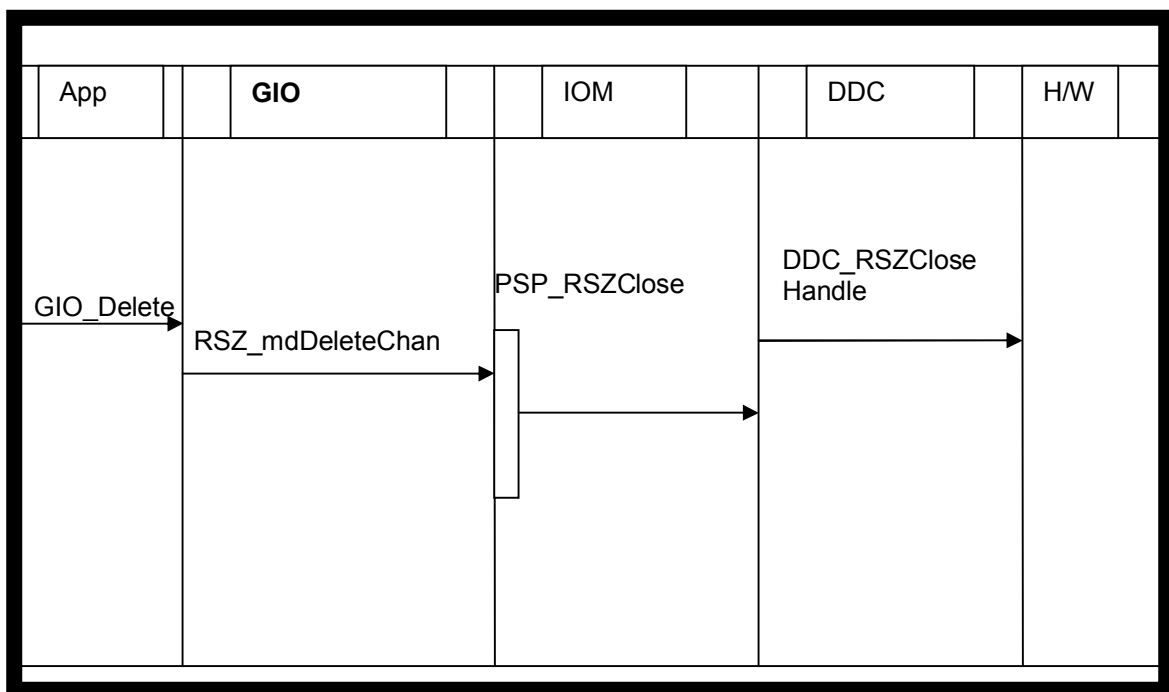 App
GIO
IOM
DDC
H/W
GIO_Delete
RSZ_mdDeleteChan
PSP_RSZClose
DDC_RSZClose
Handle